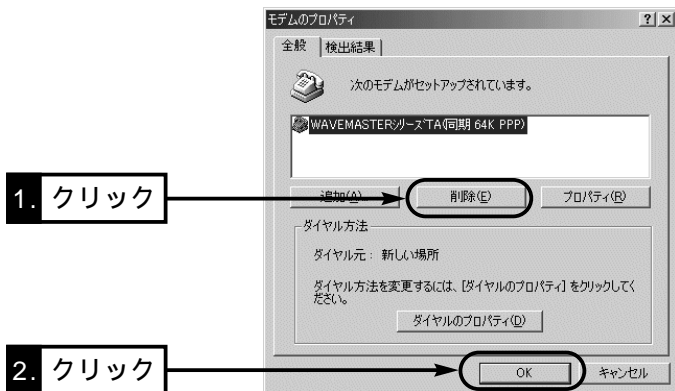 モデムのプロパティ
? ×
全般 検出結果
次のモデムがセットアップされています。
WAVEMASTERシリーズTA(同期 64K PPP)
1. クリック
追加(A)... 削除(E) プロパティ(R)
ダイヤル方法
ダイヤル元: 新しい場所
ダイヤル方法を変更するには、[ダイヤルのプロパティ] をクリックしてく
ださい。
ダイヤルのプロパティ(D)
2. クリック
OK キャンセル